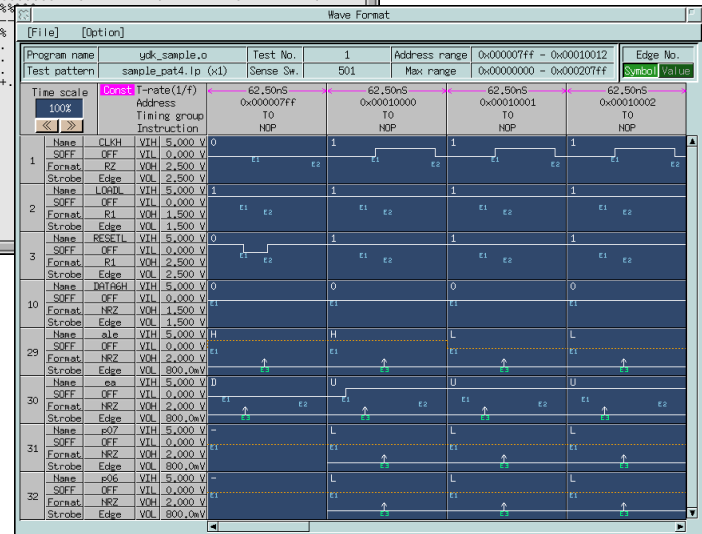 Wave Format
[File] [Option]
Program name ydk_sample.o Test No. 1 Address range 0x000007ff - 0x00010012 Edge No.
Test pattern sample_pat4.lp (x1) Sense Sw. 501 Max range 0x00000000 - 0x000207ff Symbol Value
Time scale Const T-rate(1/f) 62.50nS 62.50nS 62.50nS 62.50nS
100% Address 0x000007ff 0x00010000 0x00010001 0x00010002
Timing group T0 T0 T0 T0
Instruction NOP NOP NOP NOP
Name CLKH VIH 5.000 V 0 1 1 1
1 SOFF OFF VIL 0.000 V E1 E1 E1 E1
Format RZ VOH 2.500 V E2 E2 E2 E2
Strobe Edge VOL 2.500 V
Name LOADL VIH 5.000 V 1 1 1 1
2 SOFF OFF VIL 0.000 V E1 E1 E1 E1
Format R1 VOH 1.500 V E2 E2 E2 E2
Strobe Edge VOL 1.500 V
Name RESETL VIH 5.000 V 0 1 1 1
3 SOFF OFF VIL 0.000 V E1 E1 E1 E1
Format R1 VOH 2.500 V E2 E2 E2 E2
Strobe Edge VOL 2.500 V
Name DATA6H VIH 5.000 V 0 0 0 0
10 SOFF OFF VIL 0.000 V
Format NRZ VOH 1.500 V E1 E1 E1 E1
Strobe Edge VOL 1.500 V
Name ale VIH 5.000 V H H L L
29 SOFF OFF VIL 0.000 V E1 E1 E1 E1
Format NRZ VOH 2.000 V
Strobe Edge VOL 800.0mV E3 E3 E3 E3
Name ea VIH 5.000 V D U U U
30 SOFF OFF VIL 0.000 V E1 E1 E1 E1
Format NRZ VOH 2.000 V E2 E2 E2 E2
Strobe Edge VOL 800.0mV E3 E3 E3 E3
Name p07 VIH 5.000 V - L L L
31 SOFF OFF VIL 0.000 V E1 E1 E1 E1
Format NRZ VOH 2.000 V
Strobe Edge VOL 800.0mV E3 E3 E3
Name p06 VIH 5.000 V - L L L
32 SOFF OFF VIL 0.000 V E1 E1 E1 E1
Format NRZ VOH 2.000 V
Strobe Edge VOL 800.0mV E3 E3 E3